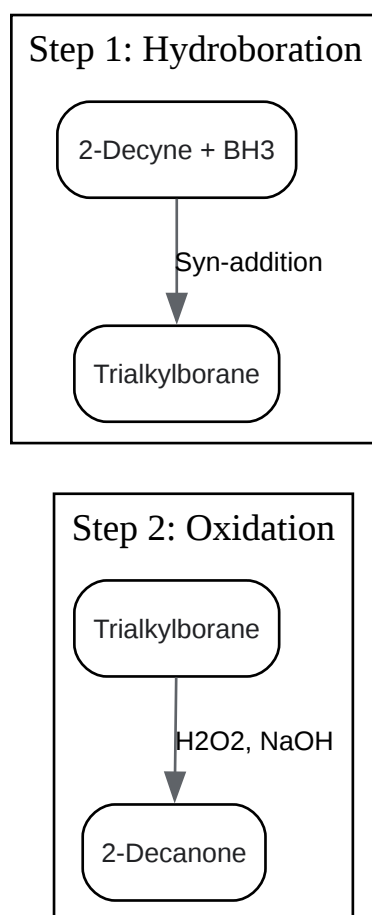 Step 1: Hydroboration
2-Decyne + BH3
Syn-addition
Trialkylborane
Step 2: Oxidation
Trialkylborane
H2O2, NaOH
2-Decanone